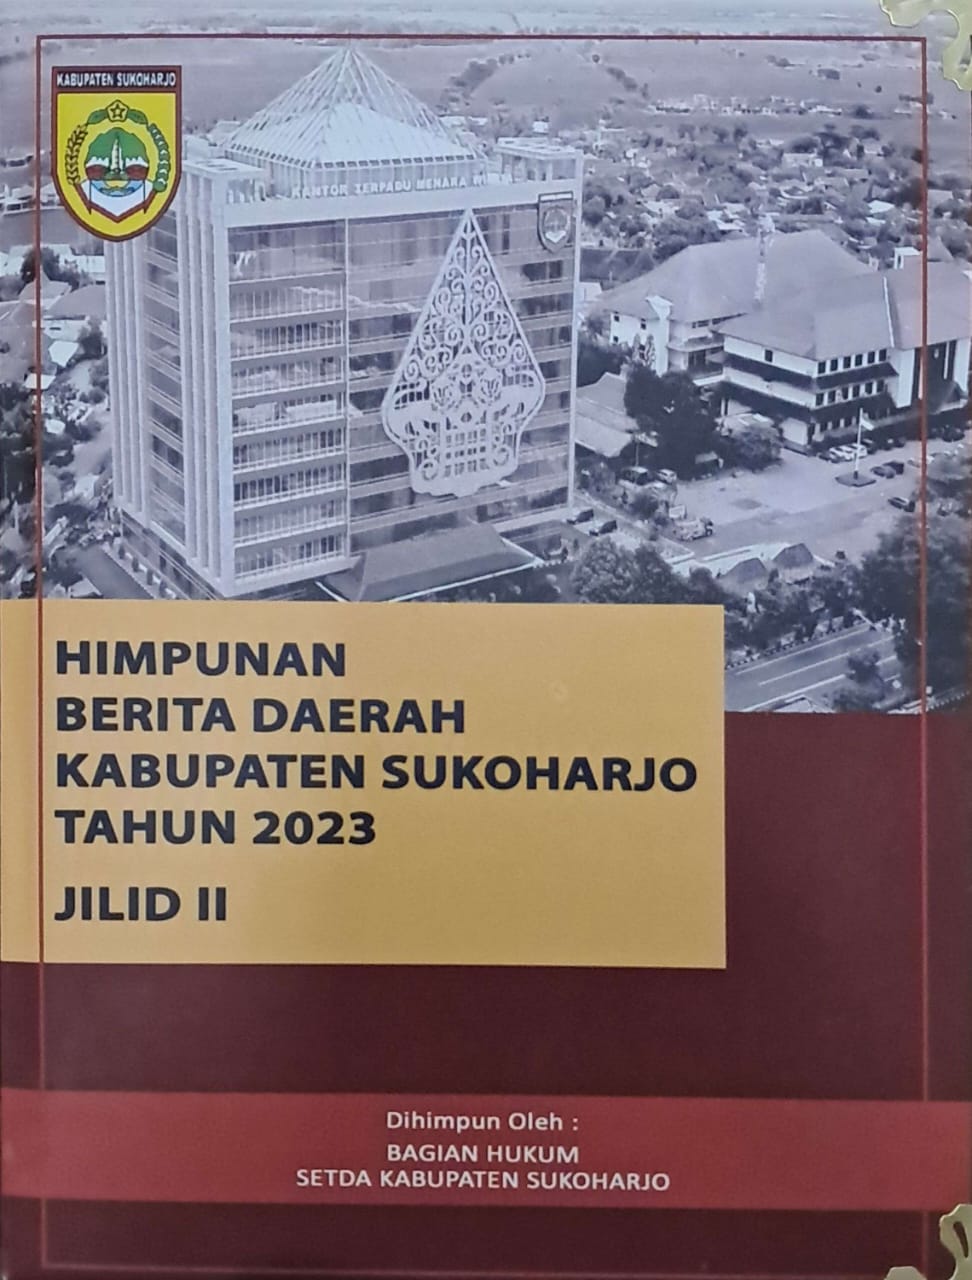 KABUPATEN SUKOHARJO
KANTOR TERPADU MENARA
HIMPUNAN
BERITA DAERAH
KABUPATEN SUKOHARJO
TAHUN 2023
JILID II
Dihimpun Oleh :
BAGIAN HUKUM
SETDA KABUPATEN SUKOHARJO